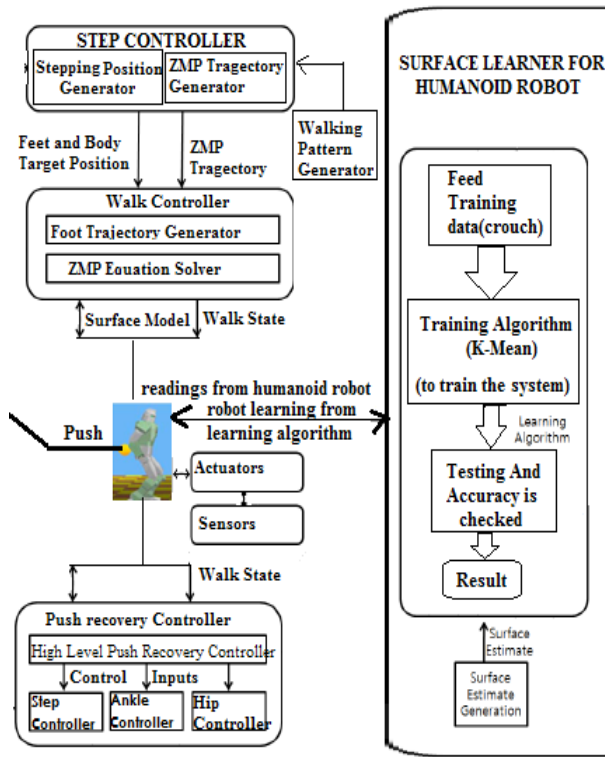 STEP CONTROLLER
Stepping Position
Generator
ZMP Tragectory
Generator
Walking
Pattern
Generator
Feet and Body
Target Position
ZMP
Tragectory
Walk Controller
Foot Trajectory Generator
ZMP Equation Solver
Surface Model
Walk State
readings from humanoid robot
robot learning from
learning algorithm
Push
Actuators
Sensors
Walk State
Push recovery Controller
High Level Push Recovery Controller
Control
Inputs
Step
Controller
Ankle
Controller
Hip
Controller
SURFACE LEARNER FOR
HUMANOID ROBOT
Feed
Training
data(crouch)
Training Algorithm
(K-Mean)
(to train the system)
Learning
Algorithm
Testing And
Accuracy is
checked
Result
Surface
Estimate
Surface
Estimate
Generation